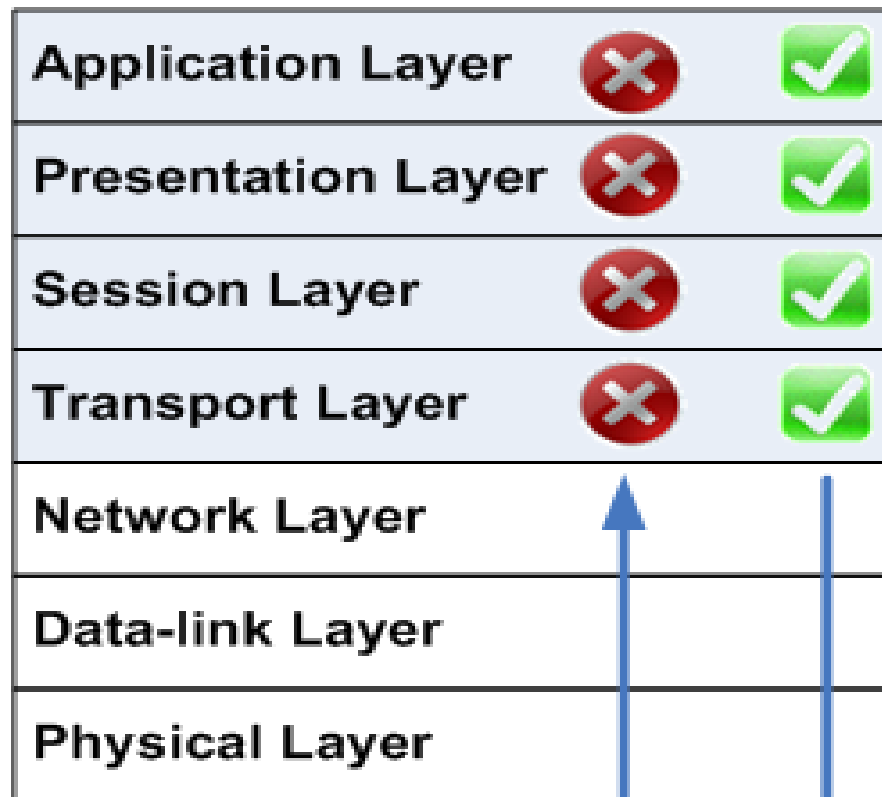 Application Layer
Presentation Layer
Session Layer
Transport Layer
Network Layer
Data-link Layer
Physical Layer